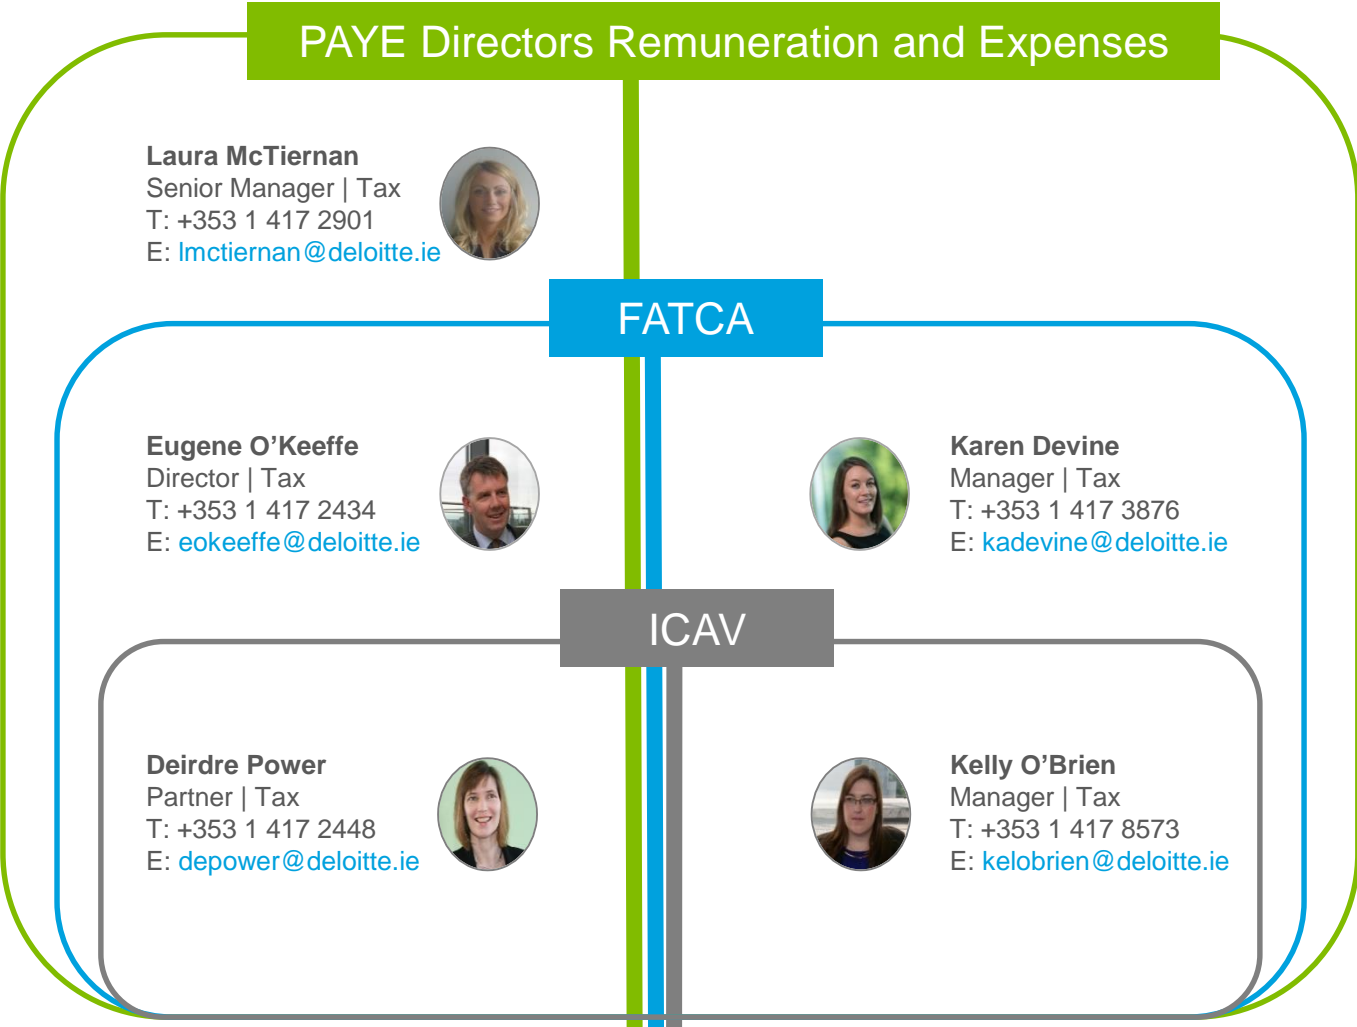 PAYE Directors Remuneration and Expenses
Laura McTiernan
Senior Manager | Tax
T: +353 1 417 2901
E: lmctiernan@deloitte.ie
FATCA
Eugene O’Keeffe
Director | Tax
T: +353 1 417 2434
E: eokeeffe@deloitte.ie
Karen Devine
Manager | Tax
T: +353 1 417 3876
E: kadevine@deloitte.ie
ICAV
Deirdre Power
Partner | Tax
T: +353 1 417 2448
E: depower@deloitte.ie
Kelly O’Brien
Manager | Tax
T: +353 1 417 8573
E: kelobrien@deloitte.ie